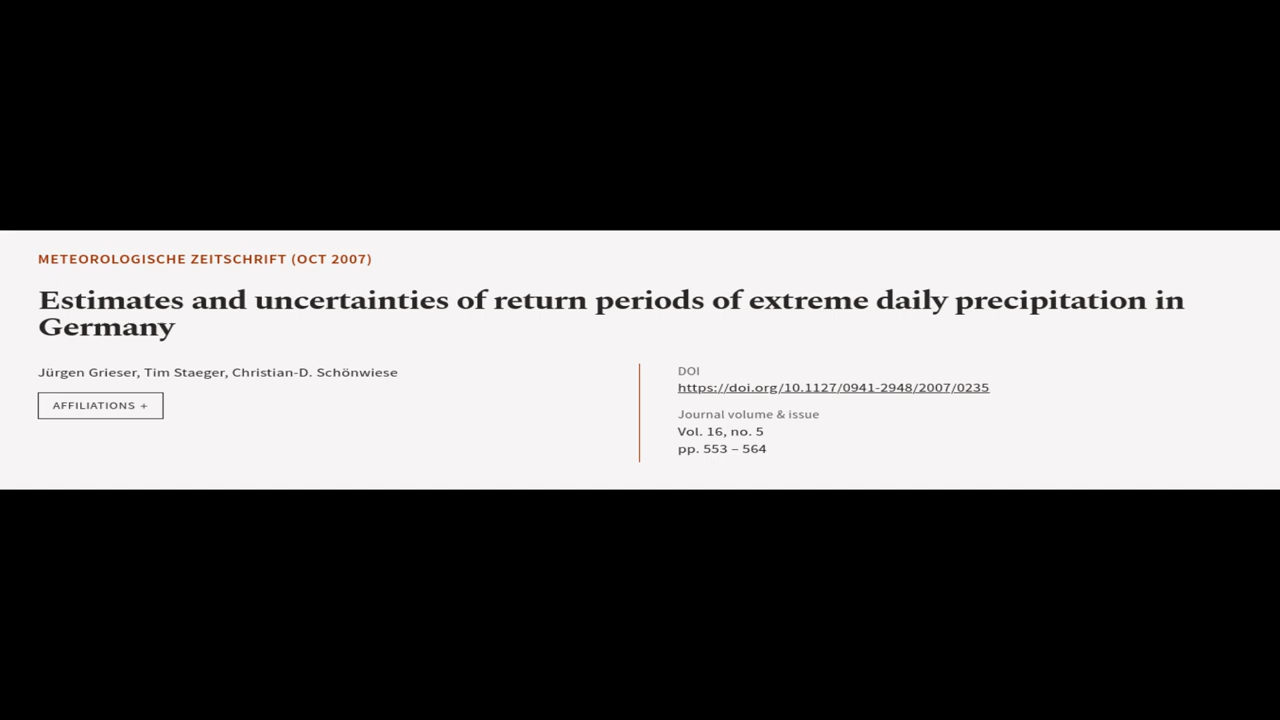 METEOROLOGISCHE ZEITSCHRIFT (OCT 2007)
Estimates and uncertainties of return periods of extreme daily precipitation in
Germany
Jürgen Grieser, Tim Staeger, Christian-D. Schönwiese
AFFILIATIONS +
DOI
https://doi.org/10.1127/0941-2948/2007/0235
Journal volume & issue
Vol. 16, no. 5
pp. 553 – 564